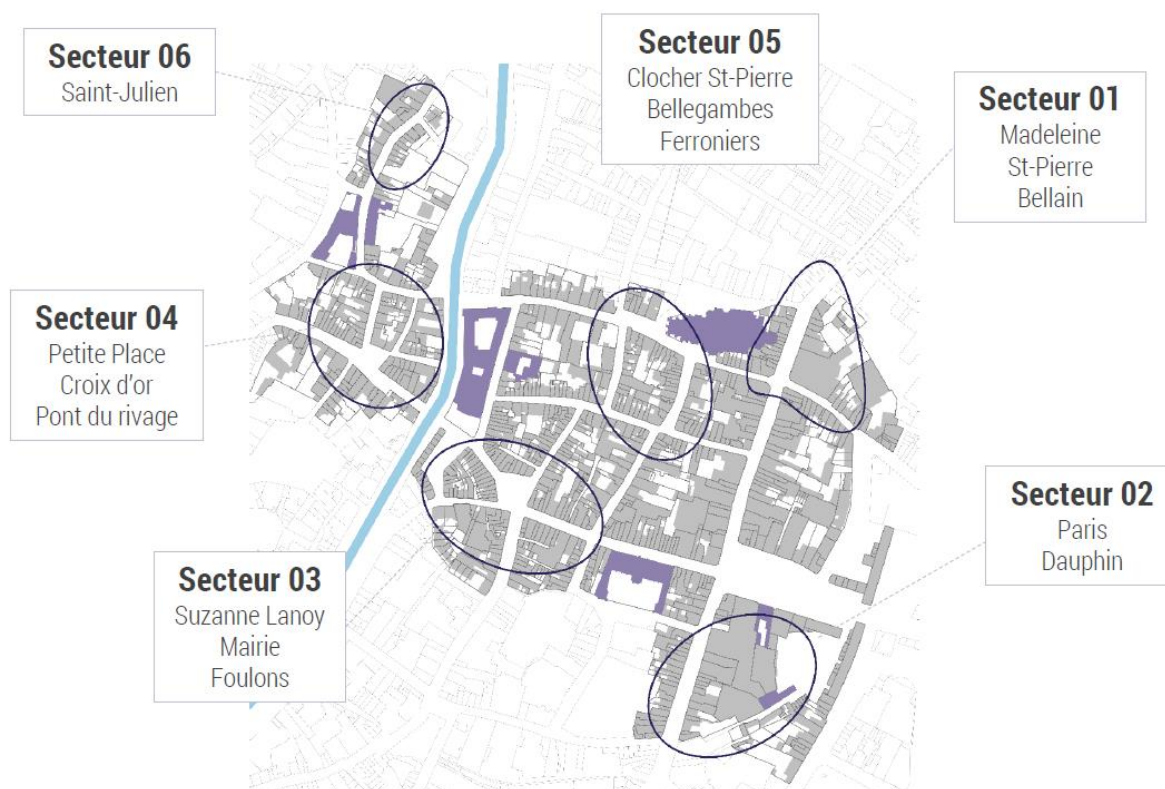 Secteur 06
Saint-Julien
Secteur 05
Clocher St-Pierre
Bellegambes
Ferroniers
Secteur 01
Madeleine
St-Pierre
Bellain
Secteur 04
Petite Place
Croix d'or
Pont du rivage
Secteur 02
Paris
Dauphin
Secteur 03
Suzanne Lanoy
Mairie
Foulons